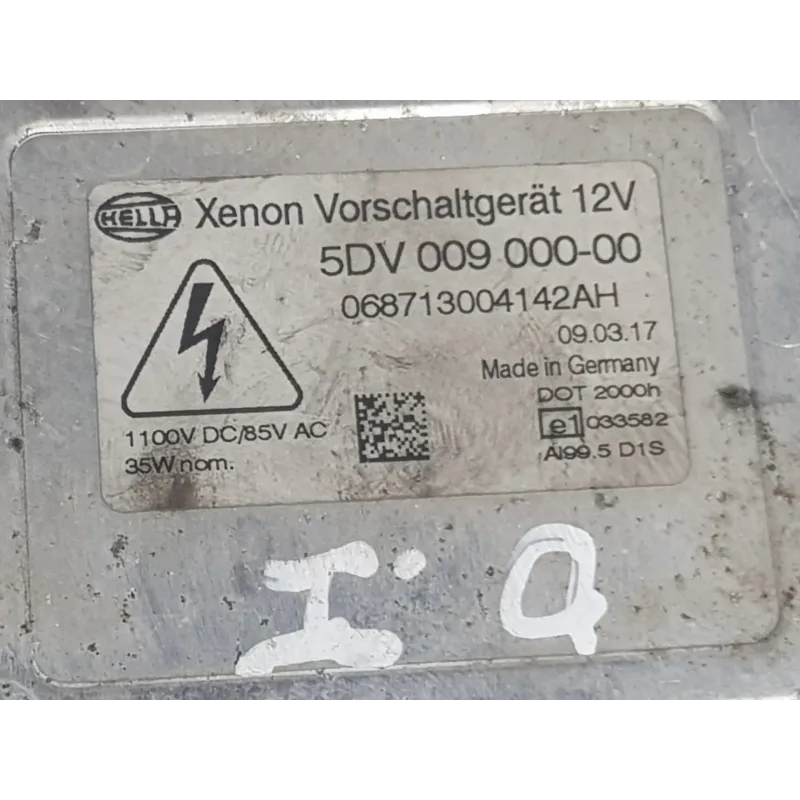 HELLA Xenon Vorschaltgerät 12V
5DV 009 000-00
068713004142AH
09.03.17
Made in Germany
DOT 2000h
e1 033582
AI99.5 D1S
1100V DC/85V AC
35W nom.
I. Q